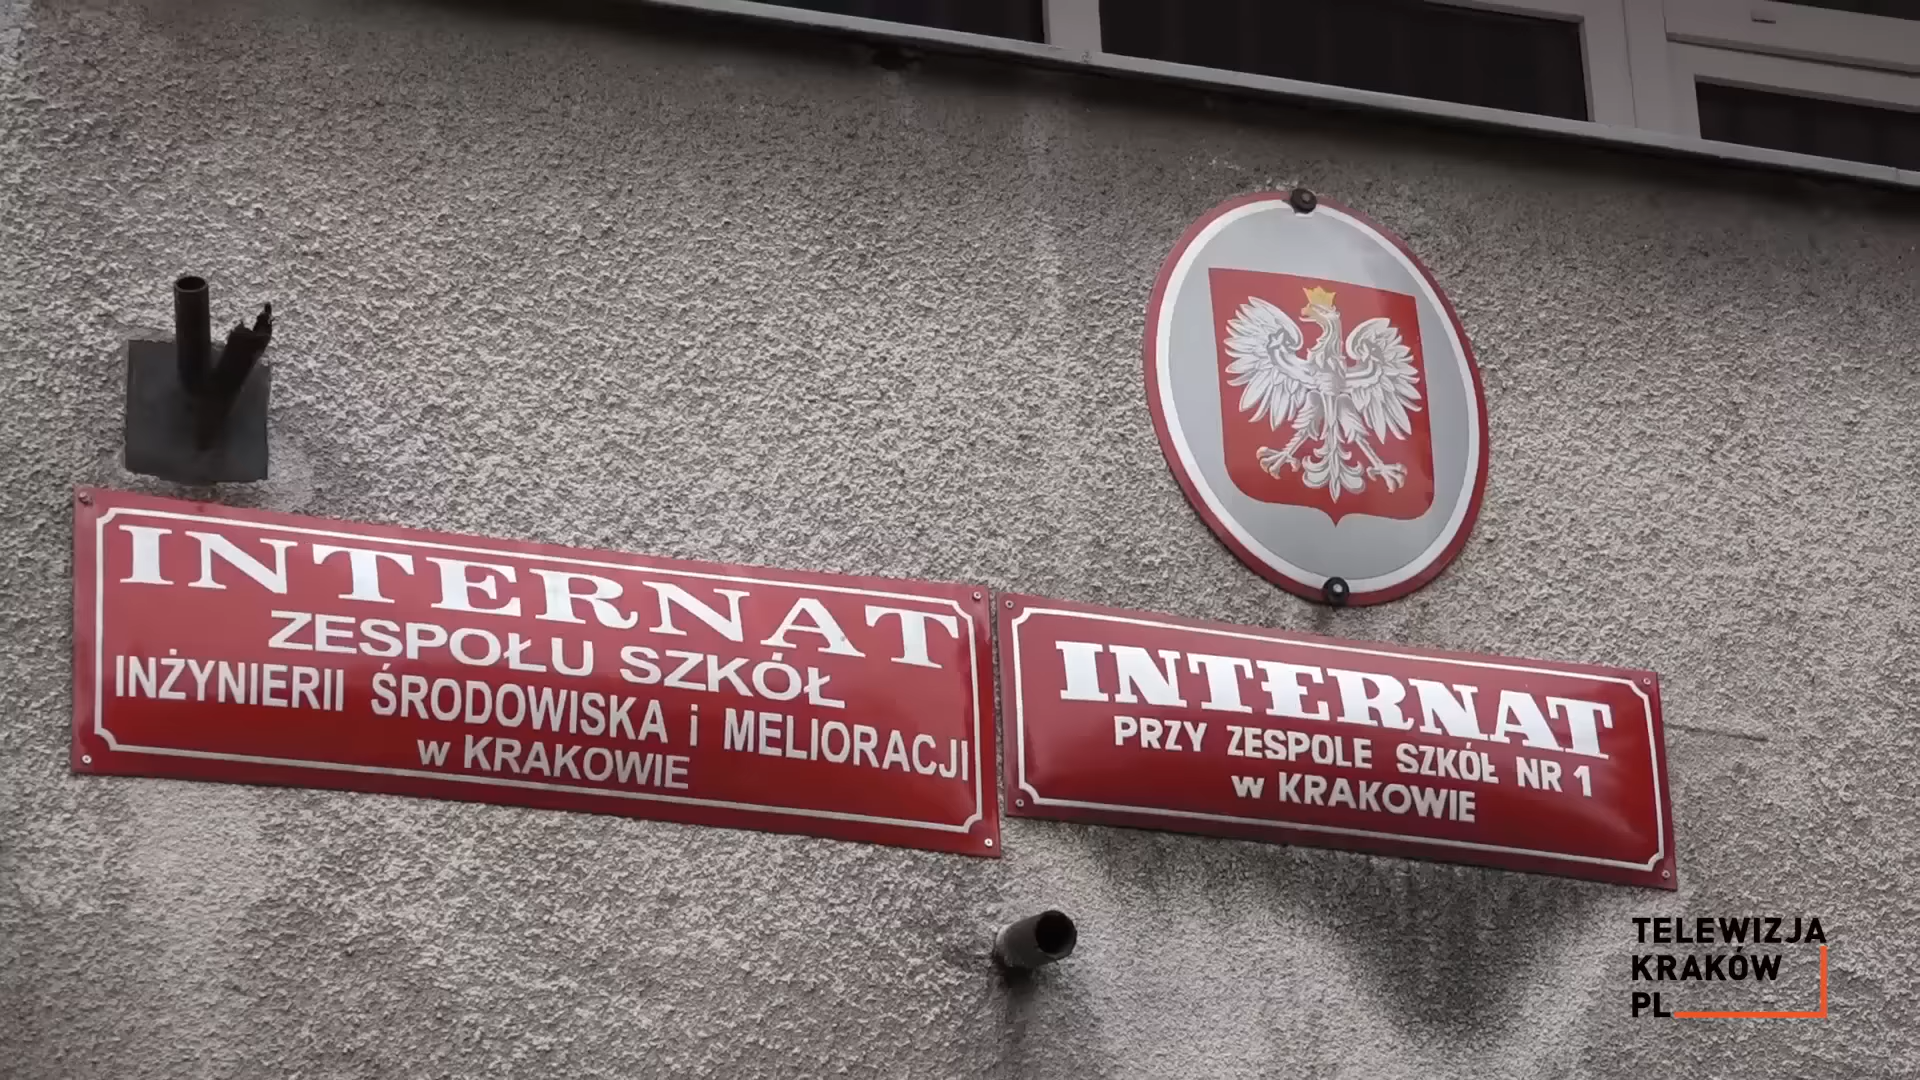 INTERNAT
ZESPOŁU SZKÓŁ
INŻYNIERII ŚRODOWISKA i MELIORACJI
w KRAKOWIE
INTERNAT
PRZY ZESPOLE SZKÓŁ NR 1
w KRAKOWIE
TELEWIZJA
KRAKÓW
PL